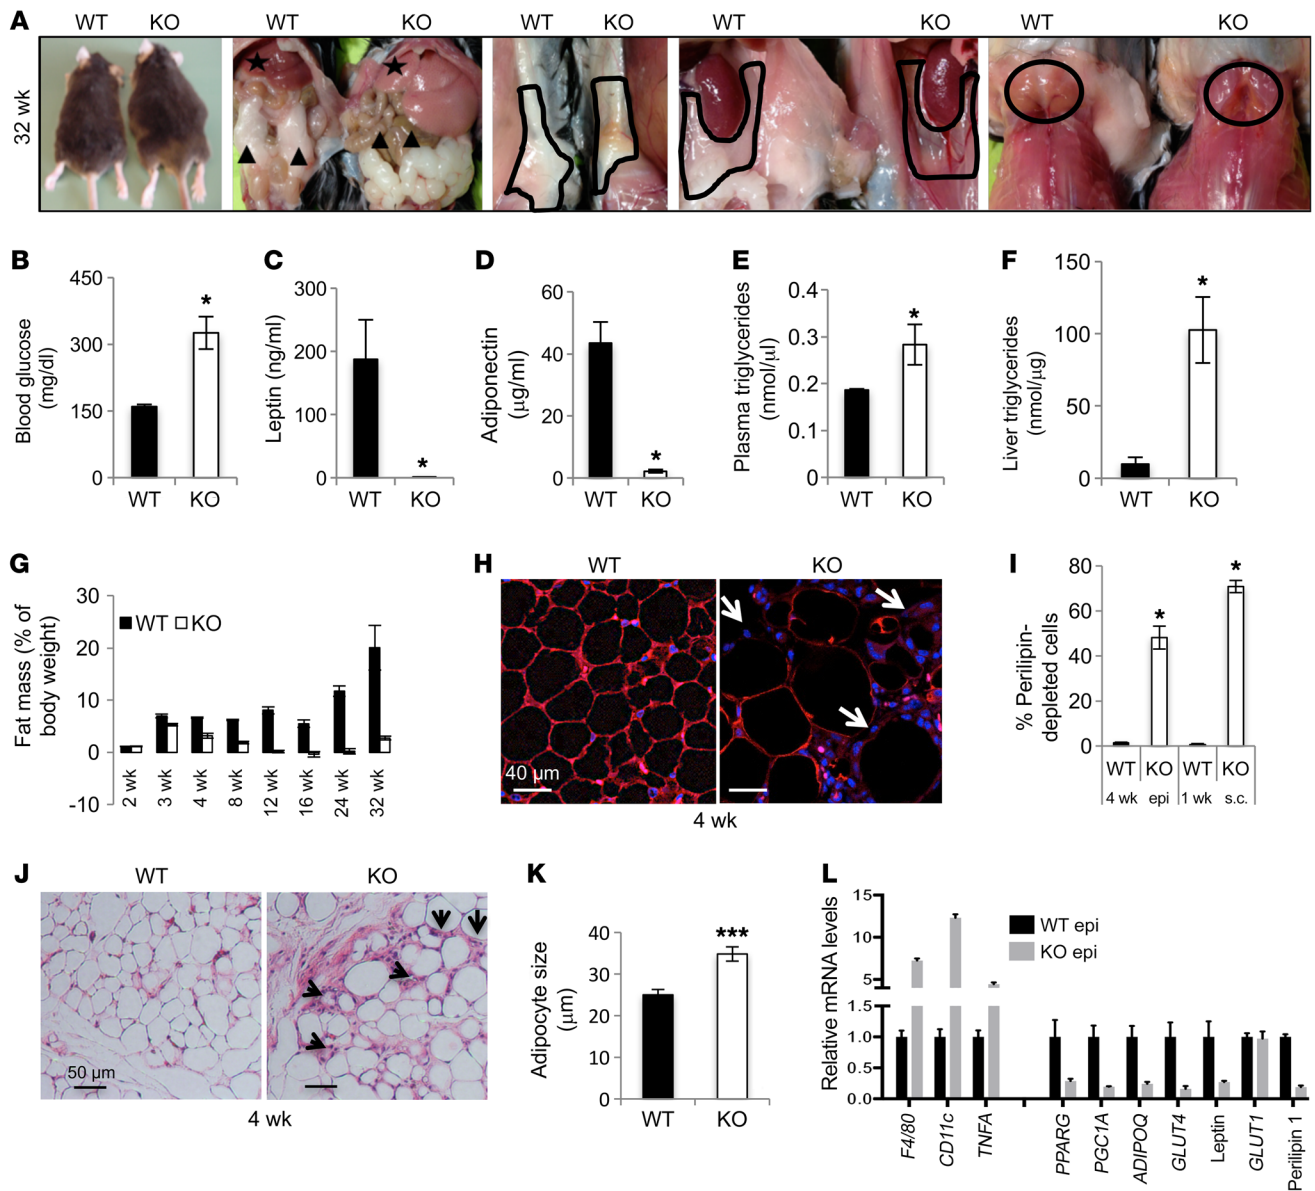 A
WT KO WT KO WT KO WT KO WT KO
32 wk
B
Blood glucose
(mg/dl)
450
300
150
0
*
WT KO
C
Leptin (ng/ml)
300
200
100
0
*
WT KO
D
Adiponectin
(μg/ml)
60
40
20
0
*
WT KO
E
Plasma triglycerides
(nmol/μl)
0.4
0.3
0.2
0.1
0
*
WT KO
F
Liver triglycerides
(nmol/μg)
150
100
50
0
*
WT KO
G
Fat mass (% of
body weight)
30
20
10
0
-10
WT KO
2 wk
3 wk
4 wk
8 wk
12 wk
16 wk
24 wk
32 wk
H
WT KO
40 μm
4 wk
I
% Perilipin-
depleted cells
80
60
40
20
0
*
*
WT KO WT KO
4 wk epi 1 wk s.c.
J
WT KO
50 μm
4 wk
K
Adipocyte size
(μm)
40
30
20
10
0
***
WT KO
L
Relative mRNA levels
15
10
5
1.5
1.0
0.5
0.0
WT epi
KO epi
F4/80
CD11c
TNFA
PPARG
PGC1A
ADIPOQ
GLUT4
Leptin
GLUT1
Perilipin 1